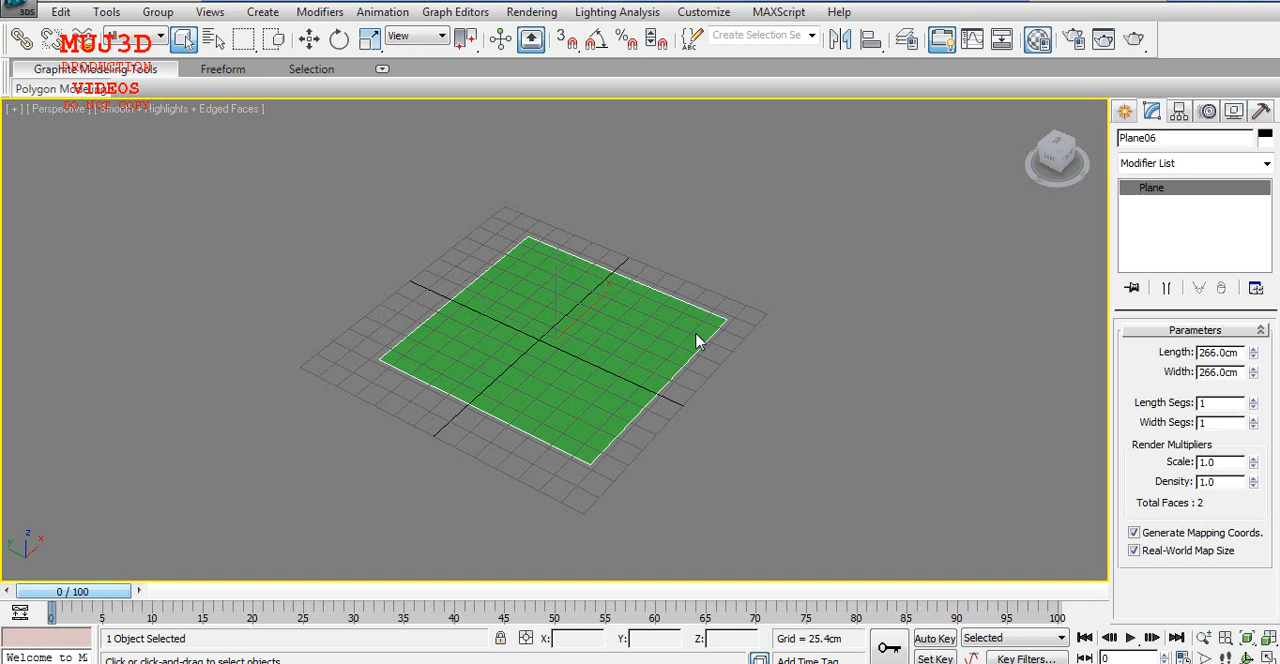 Edit Tools Group Views Create Modifiers Animation Graph Editors Rendering Lighting Analysis Customize MAXScript Help
3DS
View
3
Create Selection Se
MUJ3D
PRODUCTION
VIDEOS
DO NOT COPY
Graphite Modeling Tools Freeform Selection
Polygon Modeling
[ + ] [ Perspective ] [ Smooth + Highlights + Edged Faces ]
Plane06
Modifier List
Plane
Parameters
Length: 266.0cm
Width: 266.0cm
Length Segs: 1
Width Segs: 1
Render Multipliers
Scale: 1.0
Density: 1.0
Total Faces : 2
Generate Mapping Coords.
Real-World Map Size
x
z
y
x
0 / 100
0 5 10 15 20 25 30 35 40 45 50 55 60 65 70 75 80 85 90 95 100
1 Object Selected X: Y: Z: Grid = 25.4cm Auto Key Selected
Welcome to M Click or click-and-drag to select objects Add Time Tag Set Key Key Filters... 0